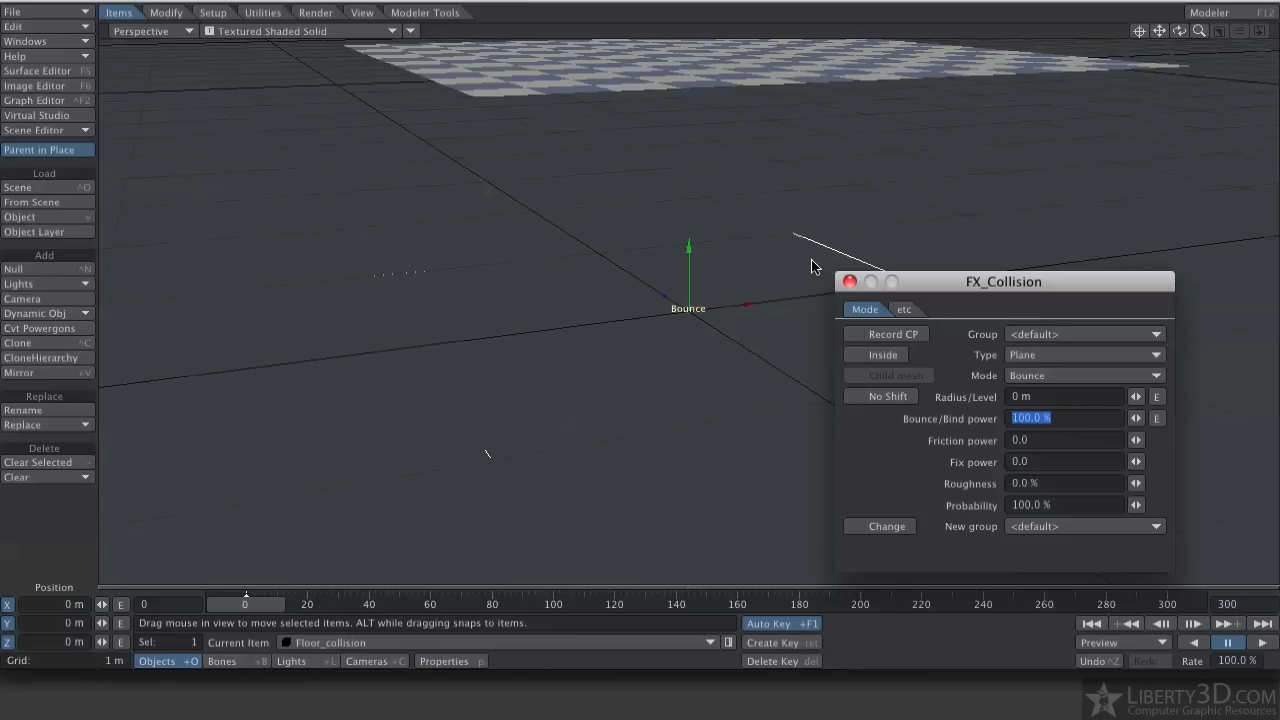 File
Edit
Windows
Help
Surface Editor F5
Image Editor F6
Graph Editor ^F2
Virtual Studio
Scene Editor
Parent in Place
Load
Scene ^O
From Scene
Object +
Object Layer
Add
Null ^N
Lights
Camera
Dynamic Obj
Cvt Powergons
Clone ^C
CloneHierarchy
Mirror +V
Replace
Rename
Replace
Delete
Clear Selected -
Clear
Items Modify Setup Utilities Render View Modeler Tools
Modeler F12
Perspective
Textured Shaded Solid
Bounce
FX_Collision
Mode etc
Record CP Group <default>
Inside Type Plane
Child mesh Mode Bounce
No Shift Radius/Level 0 m E
Bounce/Bind power 100.0 % E
Friction power 0.0
Fix power 0.0
Roughness 0.0 %
Probability 100.0 %
Change New group <default>
Position
X 0 m E 0 0 20 40 60 80 100 120 140 160 180 200 220 240 260 280 300 300
Y 0 m E Drag mouse in view to move selected items. ALT while dragging snaps to items. Auto Key +F1
Z 0 m E Sel: 1 Current Item Floor_collision Create Key ret Preview
Grid: 1 m Objects +O Bones +B Lights +L Cameras +C Properties p Delete Key del Undo ^Z Redo Rate 100.0 %
LIBERTY3D.COM
Computer Graphic Resources